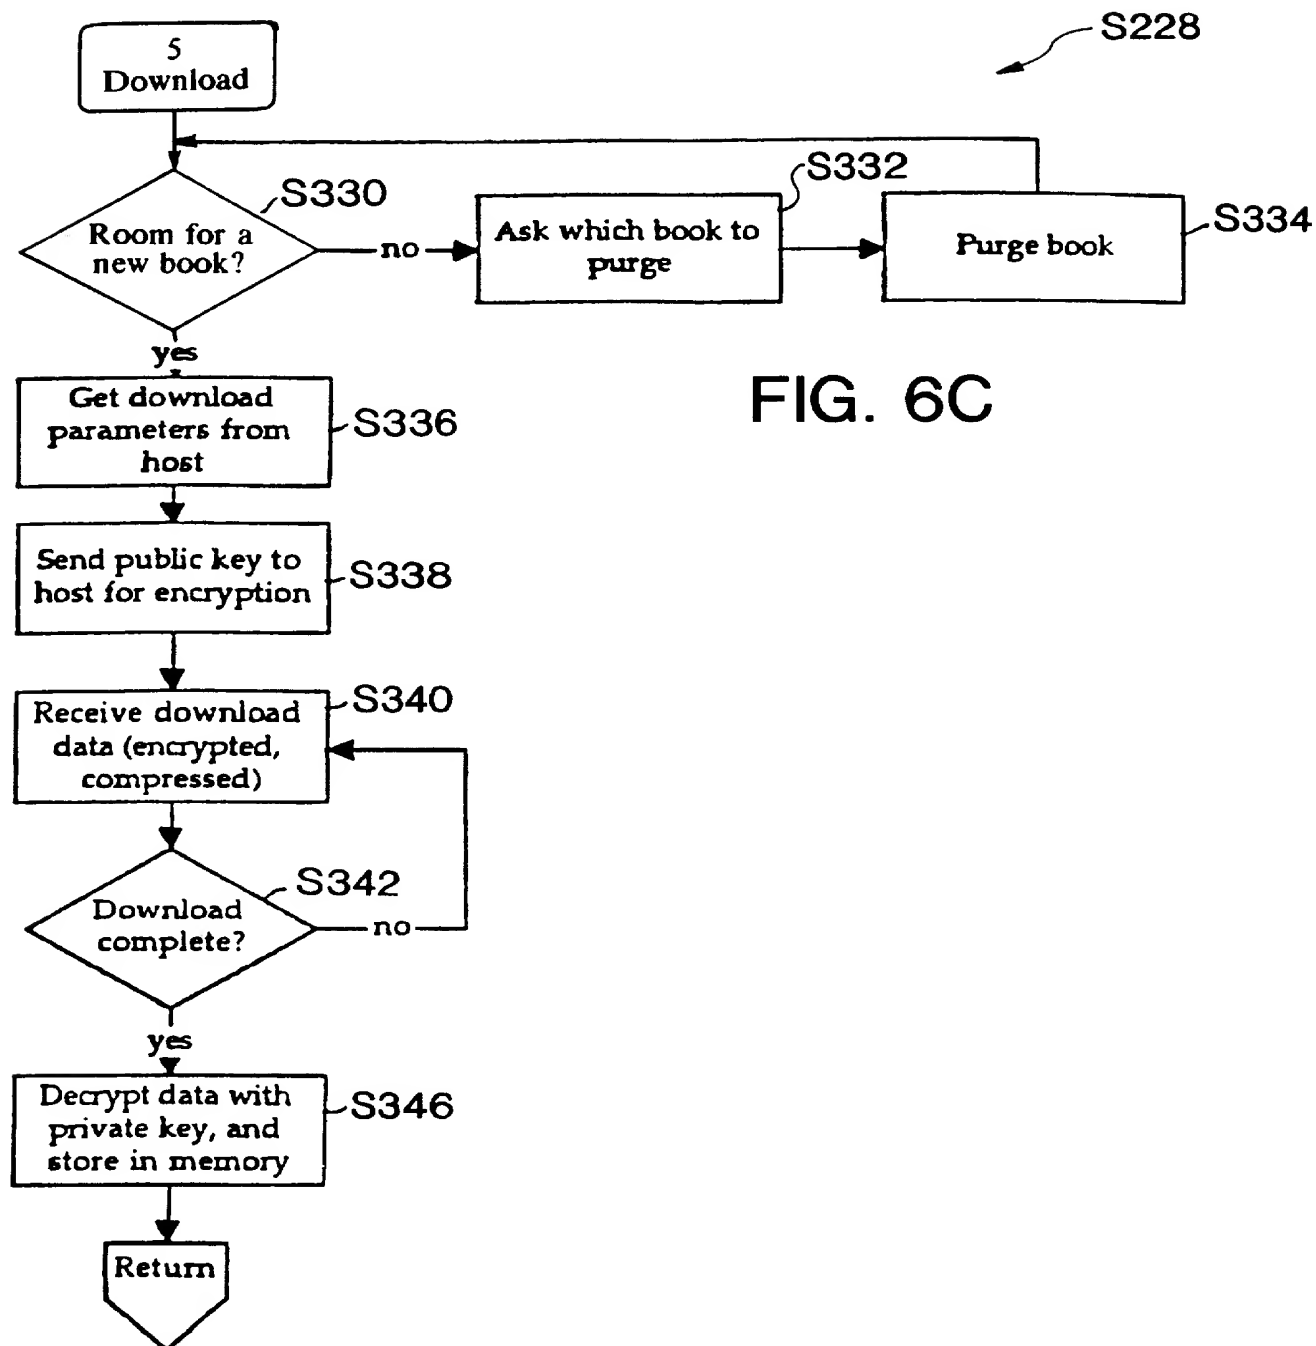 S228
5
Download
S330
Room for a
new book?
no
S332
Ask which book to
purge
S334
Purge book
yes
FIG. 6C
Get download
parameters from
host
S336
Send public key to
host for encryption
S338
Receive download
data (encrypted,
compressed)
S340
Download
complete?
S342
no
yes
Decrypt data with
private key, and
store in memory
S346
Return